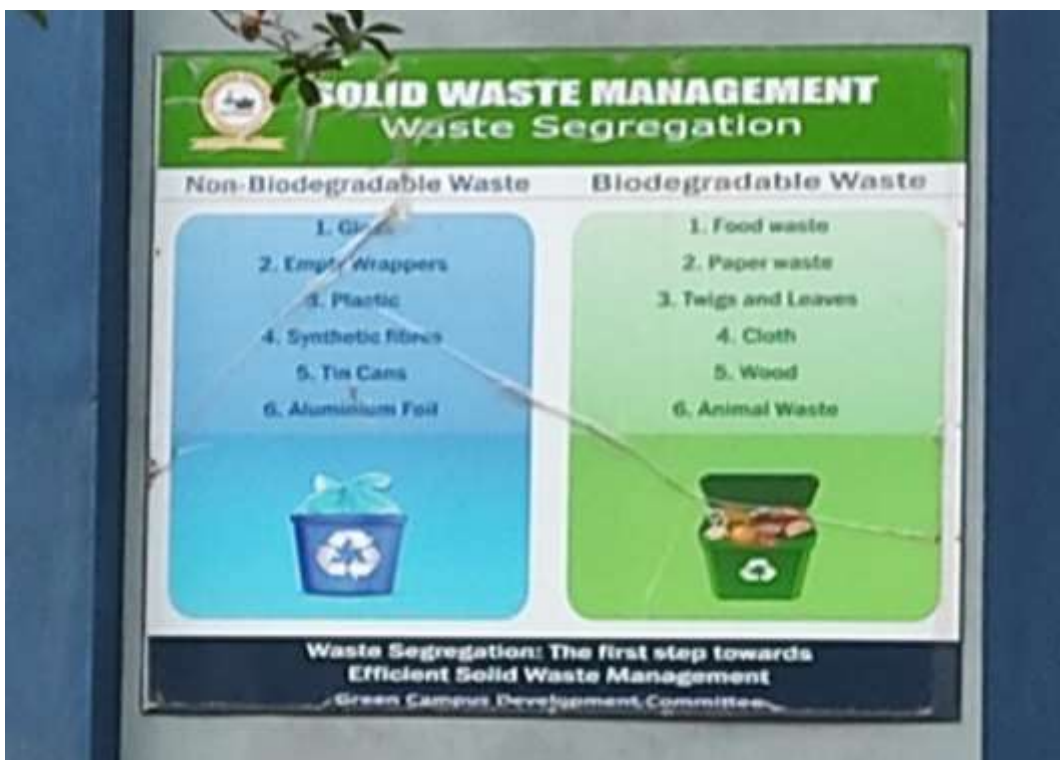 SOLID WASTE MANAGEMENT
Waste Segregation
Non-Biodegradable Waste
1. Glass
2. Empty Wrappers
3. Plastic
4. Synthetic fibres
5. Tin Cans
6. Aluminium Foil
Biodegradable Waste
1. Food waste
2. Paper waste
3. Twigs and Leaves
4. Cloth
5. Wood
6. Animal Waste
Waste Segregation: The first step towards
Efficient Solid Waste Management
Green Campus Development Committee